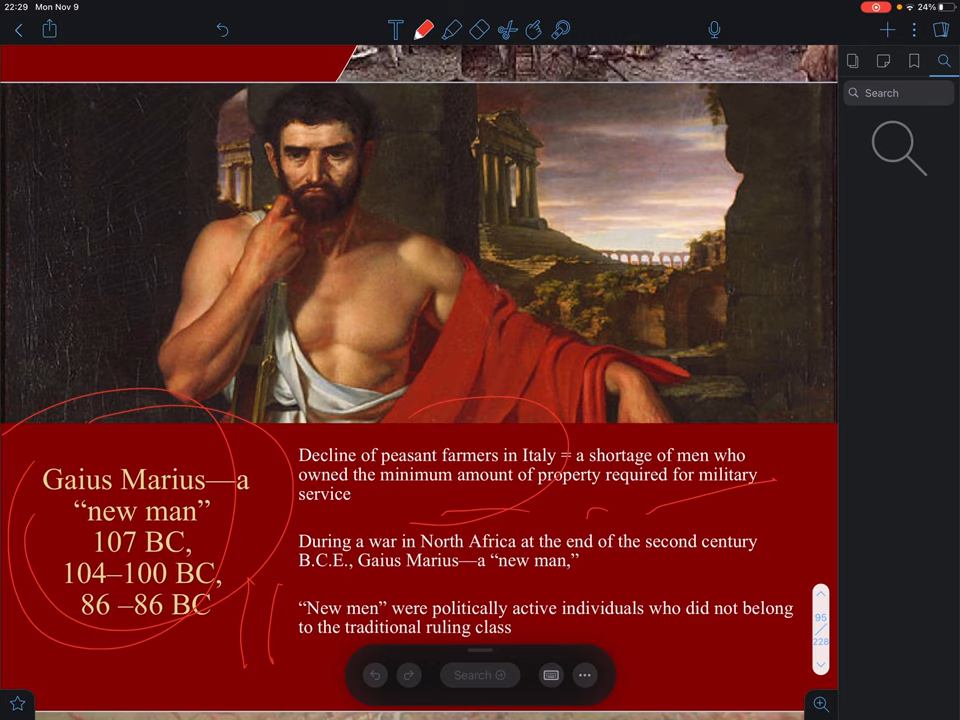 22:29 Mon Nov 9
24%
T
Search
Gaius Marius—a
“new man”
107 BC,
104–100 BC,
86 –86 BC
Decline of peasant farmers in Italy = a shortage of men who
owned the minimum amount of property required for military
service
During a war in North Africa at the end of the second century
B.C.E., Gaius Marius—a “new man,”
“New men” were politically active individuals who did not belong
to the traditional ruling class
95
228
Search